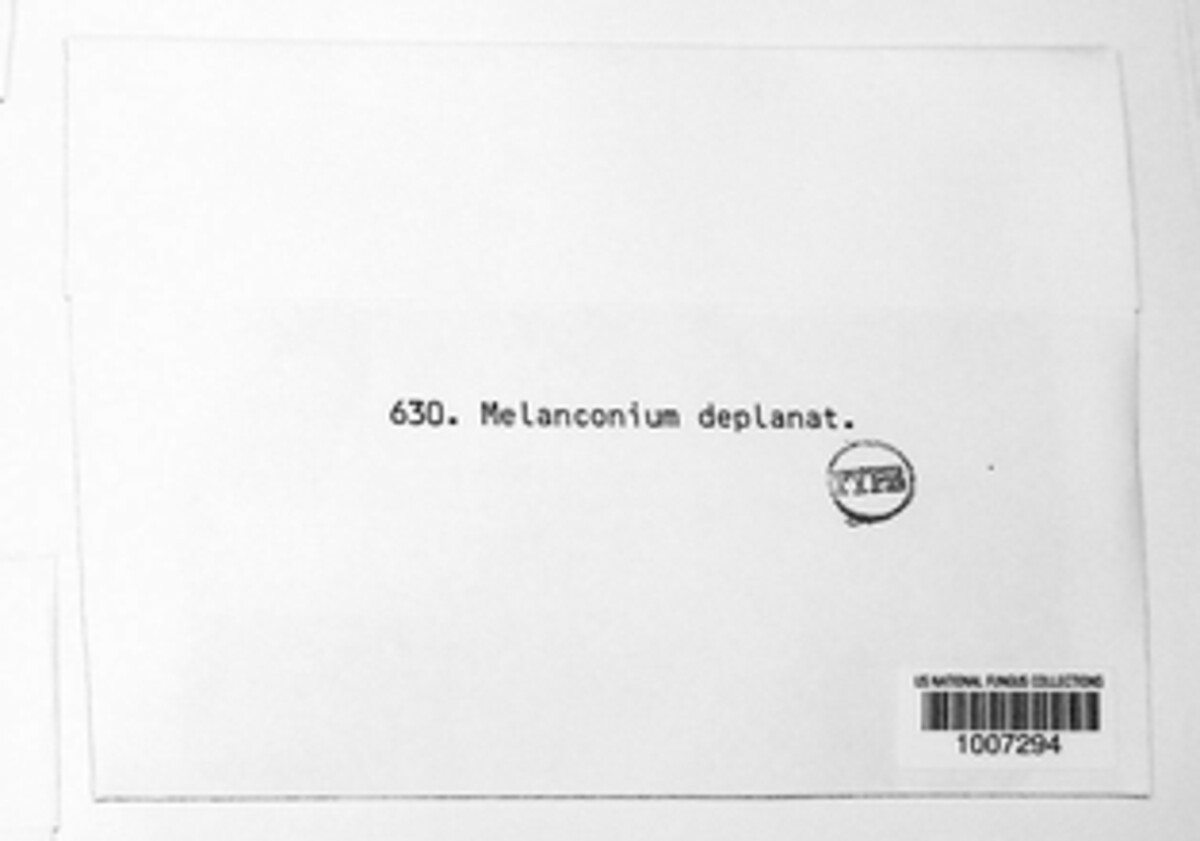 630. Melanconium deplanat.
TYPE
US NATIONAL FUNGUS COLLECTIONS
1007294